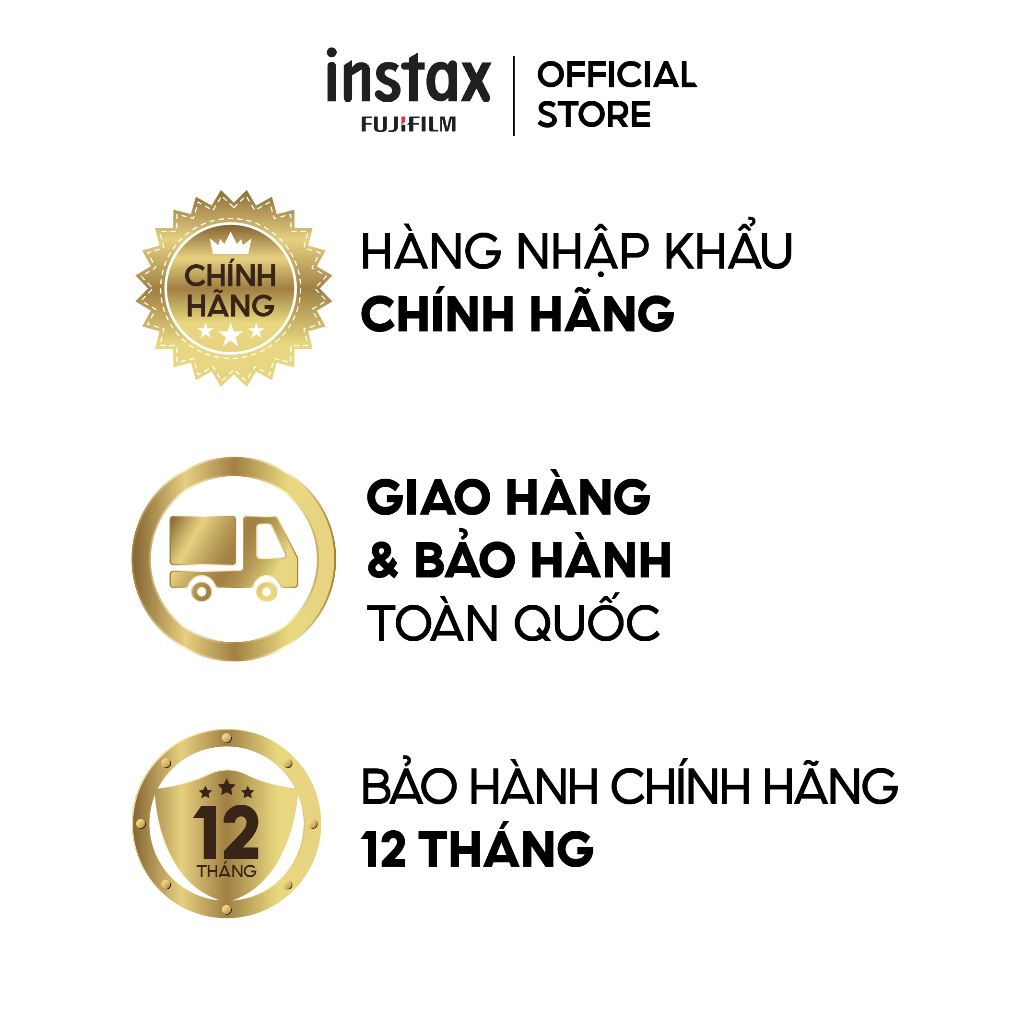 instax
FUJIFILM
OFFICIAL
STORE
CHÍNH
HÃNG
HÀNG NHẬP KHẨU
CHÍNH HÃNG
GIAO HÀNG
& BẢO HÀNH
TOÀN QUỐC
12
THÁNG
BẢO HÀNH CHÍNH HÃNG
12 THÁNG